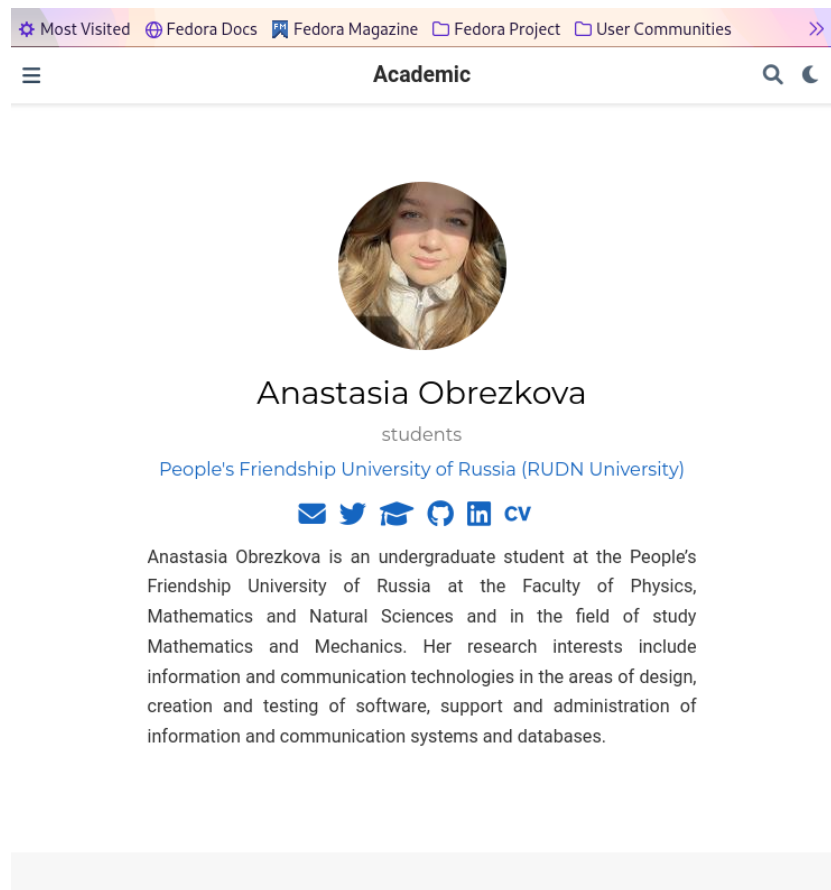 Most Visited Fedora Docs FM Fedora Magazine Fedora Project User Communities
Academic
Anastasia Obrezkova
students
People's Friendship University of Russia (RUDN University)
in CV
Anastasia Obrezkova is an undergraduate student at the People’s
Friendship University of Russia at the Faculty of Physics,
Mathematics and Natural Sciences and in the field of study
Mathematics and Mechanics. Her research interests include
information and communication technologies in the areas of design,
creation and testing of software, support and administration of
information and communication systems and databases.